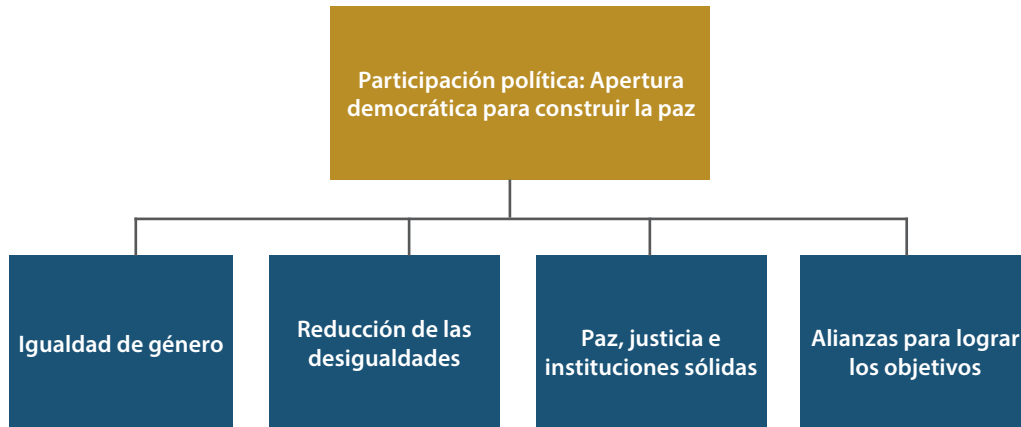 Participación política: Apertura
democrática para construir la paz
Igualdad de género
Reducción de las
desigualdades
Paz, justicia e
instituciones sólidas
Alianzas para lograr
los objetivos